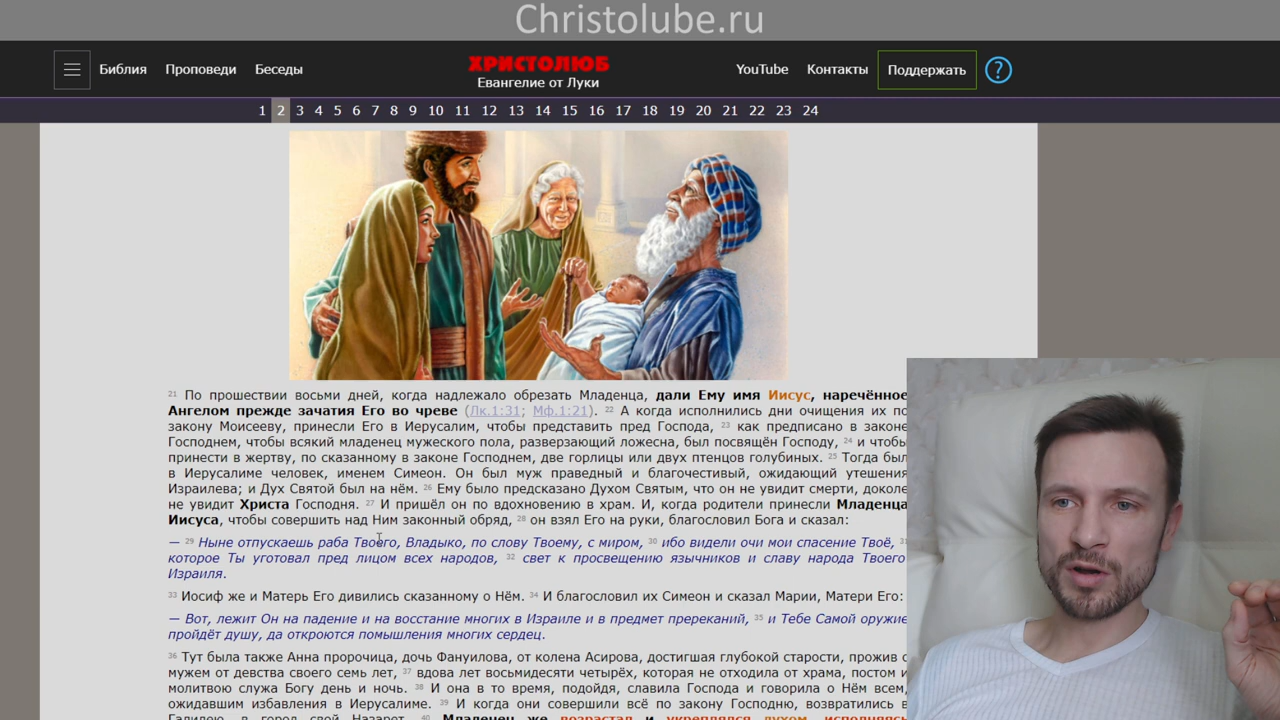 Christolube.ru
Библия Проповеди Беседы ХРИСТОЛЮБ YouTube Контакты Поддержать ?
Евангелие от Луки
1 2 3 4 5 6 7 8 9 10 11 12 13 14 15 16 17 18 19 20 21 22 23 24
21 По прошествии восьми дней, когда надлежало обрезать Младенца, дали Ему имя Иисус, наречённое
Ангелом прежде зачатия Его во чреве (Лк.1:31; Мф.1:21). 22 А когда исполнились дни очищения их по
закону Моисееву, принесли Его в Иерусалим, чтобы представить пред Господа, 23 как предписано в законе
Господнем, чтобы всякий младенец мужеского пола, разверзающий ложесна, был посвящён Господу, 24 и чтобы
принести в жертву, по сказанному в законе Господнем, две горлицы или двух птенцов голубиных. 25 Тогда был
в Иерусалиме человек, именем Симеон. Он был муж праведный и благочестивый, ожидающий утешения
Израилева; и Дух Святой был на нём. 26 Ему было предсказано Духом Святым, что он не увидит смерти, доколе
не увидит Христа Господня. 27 И пришёл он по вдохновению в храм. И, когда родители принесли Младенца
Иисуса, чтобы совершить над Ним законный обряд, 28 он взял Его на руки, благословил Бога и сказал:
— 29 Ныне отпускаешь раба Твоего, Владыко, по слову Твоему, с миром, 30 ибо видели очи мои спасение Твоё,
которое Ты уготовал пред лицом всех народов, 32 свет к просвещению язычников и славу народа Твоего
Израиля.
33 Иосиф же и Матерь Его дивились сказанному о Нём. 34 И благословил их Симеон и сказал Марии, Матери Его:
— Вот, лежит Он на падение и на восстание многих в Израиле и в предмет пререканий, 35 и Тебе Самой оружие
пройдёт душу, да откроются помышления многих сердец.
36 Тут была также Анна пророчица, дочь Фануилова, от колена Асирова, достигшая глубокой старости, прожив с
мужем от девства своего семь лет, 37 вдова лет восьмидесяти четырёх, которая не отходила от храма, постом и
молитвою служа Богу день и ночь. 38 И она в то время, подойдя, славила Господа и говорила о Нём всем,
ожидавшим избавления в Иерусалиме. 39 И когда они совершили всё по закону Господню, возвратились в
Галилею, в город свой Назарет. 40 Младенец же возрастал и укреплялся духом, исполняясь